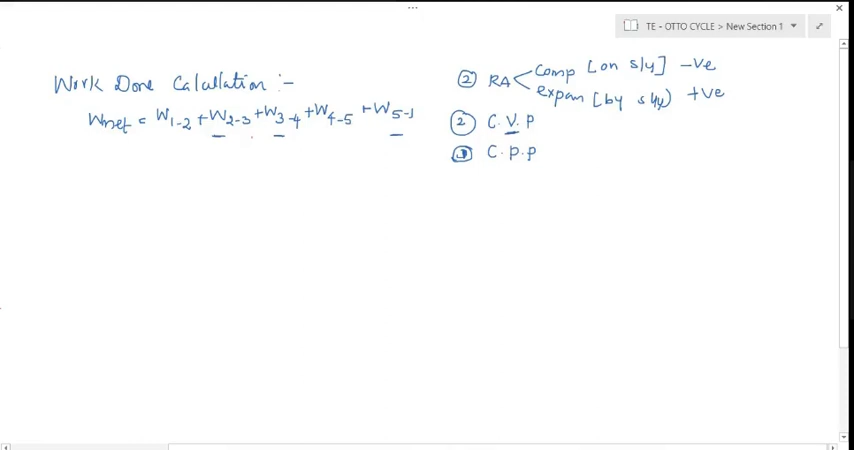 TE - OTTO CYCLE > New Section 1
Work Done Calculation :-
Wnet = W1-2 + W2-3 + W3-4 + W4-5 + W5-1
② RA < Comp [on s/y] -ve
expan [by s/y) +ve
② C. V. P
① C. P. P